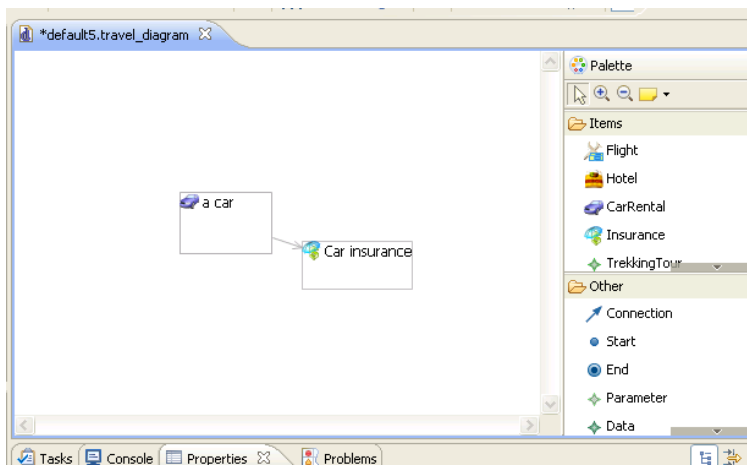 *default5.travel_diagram
Palette
Items
Flight
Hotel
CarRental
Insurance
TrekkingTour
Other
Connection
Start
End
Parameter
Data
a car
Car insurance
Tasks Console Properties Problems